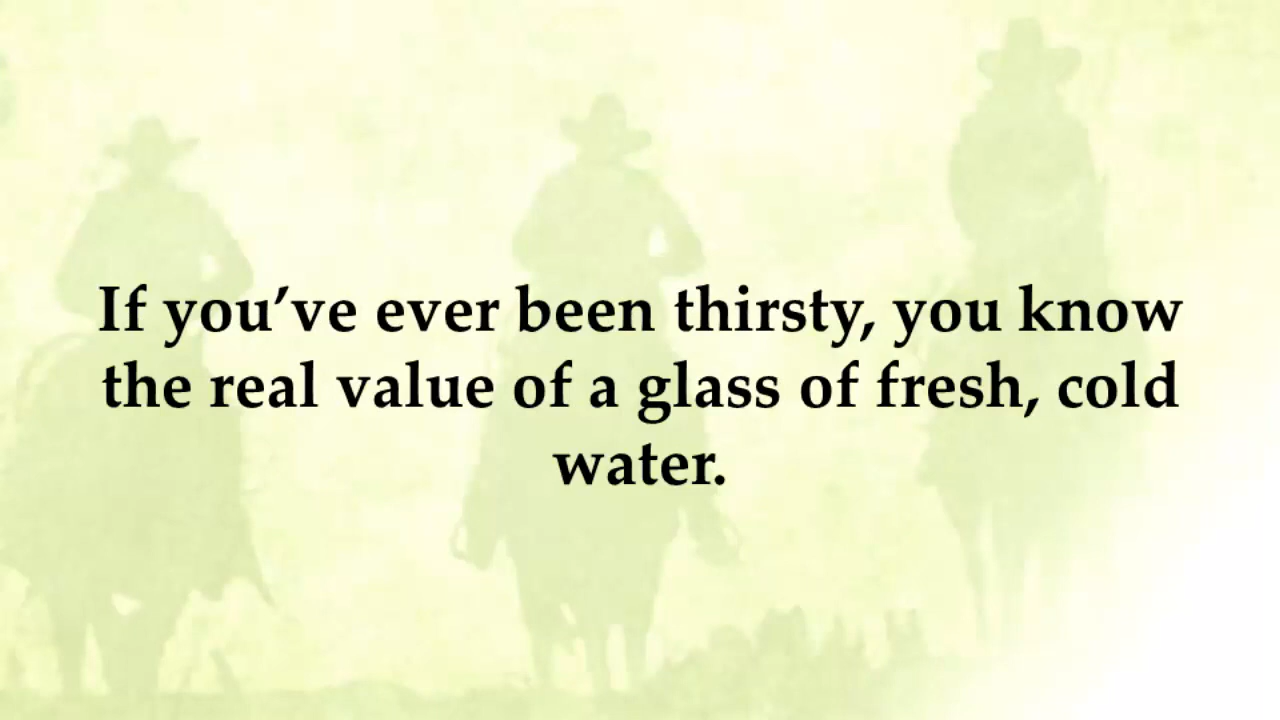 If you’ve ever been thirsty, you know
the real value of a glass of fresh, cold
water.